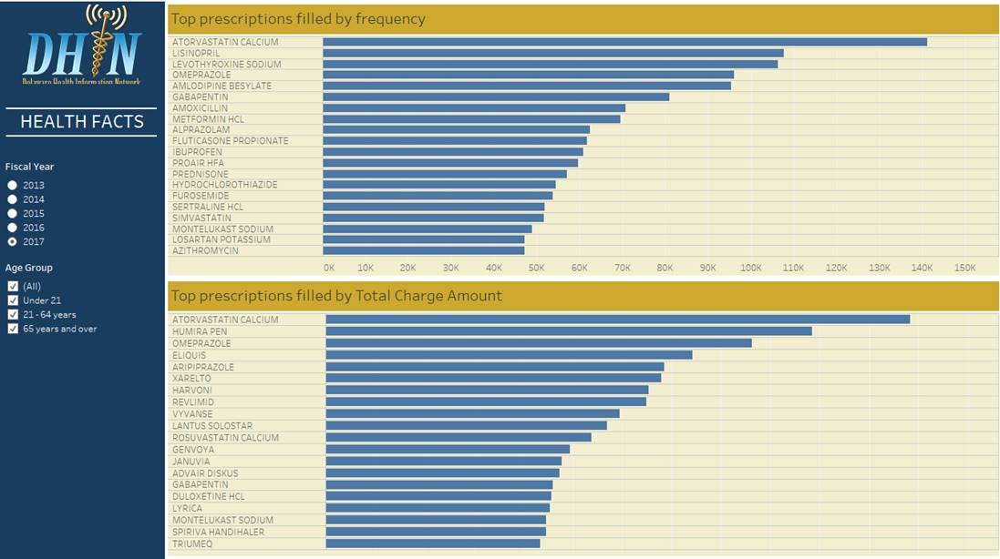 DHIN
Delaware Health Information Network
HEALTH FACTS
Fiscal Year
2013
2014
2015
2016
2017
Age Group
(All)
Under 21
21 - 64 years
65 years and over
Top prescriptions filled by frequency
ATORVASTATIN CALCIUM
LISINOPRIL
LEVOTHYROXINE SODIUM
OMEPRAZOLE
AMLODIPINE BESYLATE
GABAPENTIN
AMOXICILLIN
METFORMIN HCL
ALPRAZOLAM
FLUTICASONE PROPIONATE
IBUPROFEN
PROAIR HFA
PREDNISONE
HYDROCHLOROTHIAZIDE
FUROSEMIDE
SERTRALINE HCL
SIMVASTATIN
MONTELUKAST SODIUM
LOSARTAN POTASSIUM
AZITHROMYCIN
0K 10K 20K 30K 40K 50K 60K 70K 80K 90K 100K 110K 120K 130K 140K 150K
Top prescriptions filled by Total Charge Amount
ATORVASTATIN CALCIUM
HUMIRA PEN
OMEPRAZOLE
ELIQUIS
ARIPIPRAZOLE
XARELTO
HARVONI
REVLIMID
VYVANSE
LANTUS SOLOSTAR
ROSUVASTATIN CALCIUM
GENVOYA
JANUVIA
ADVAIR DISKUS
GABAPENTIN
DULOXETINE HCL
LYRICA
MONTELUKAST SODIUM
SPIRIVA HANDIHALER
TRIUMEQ